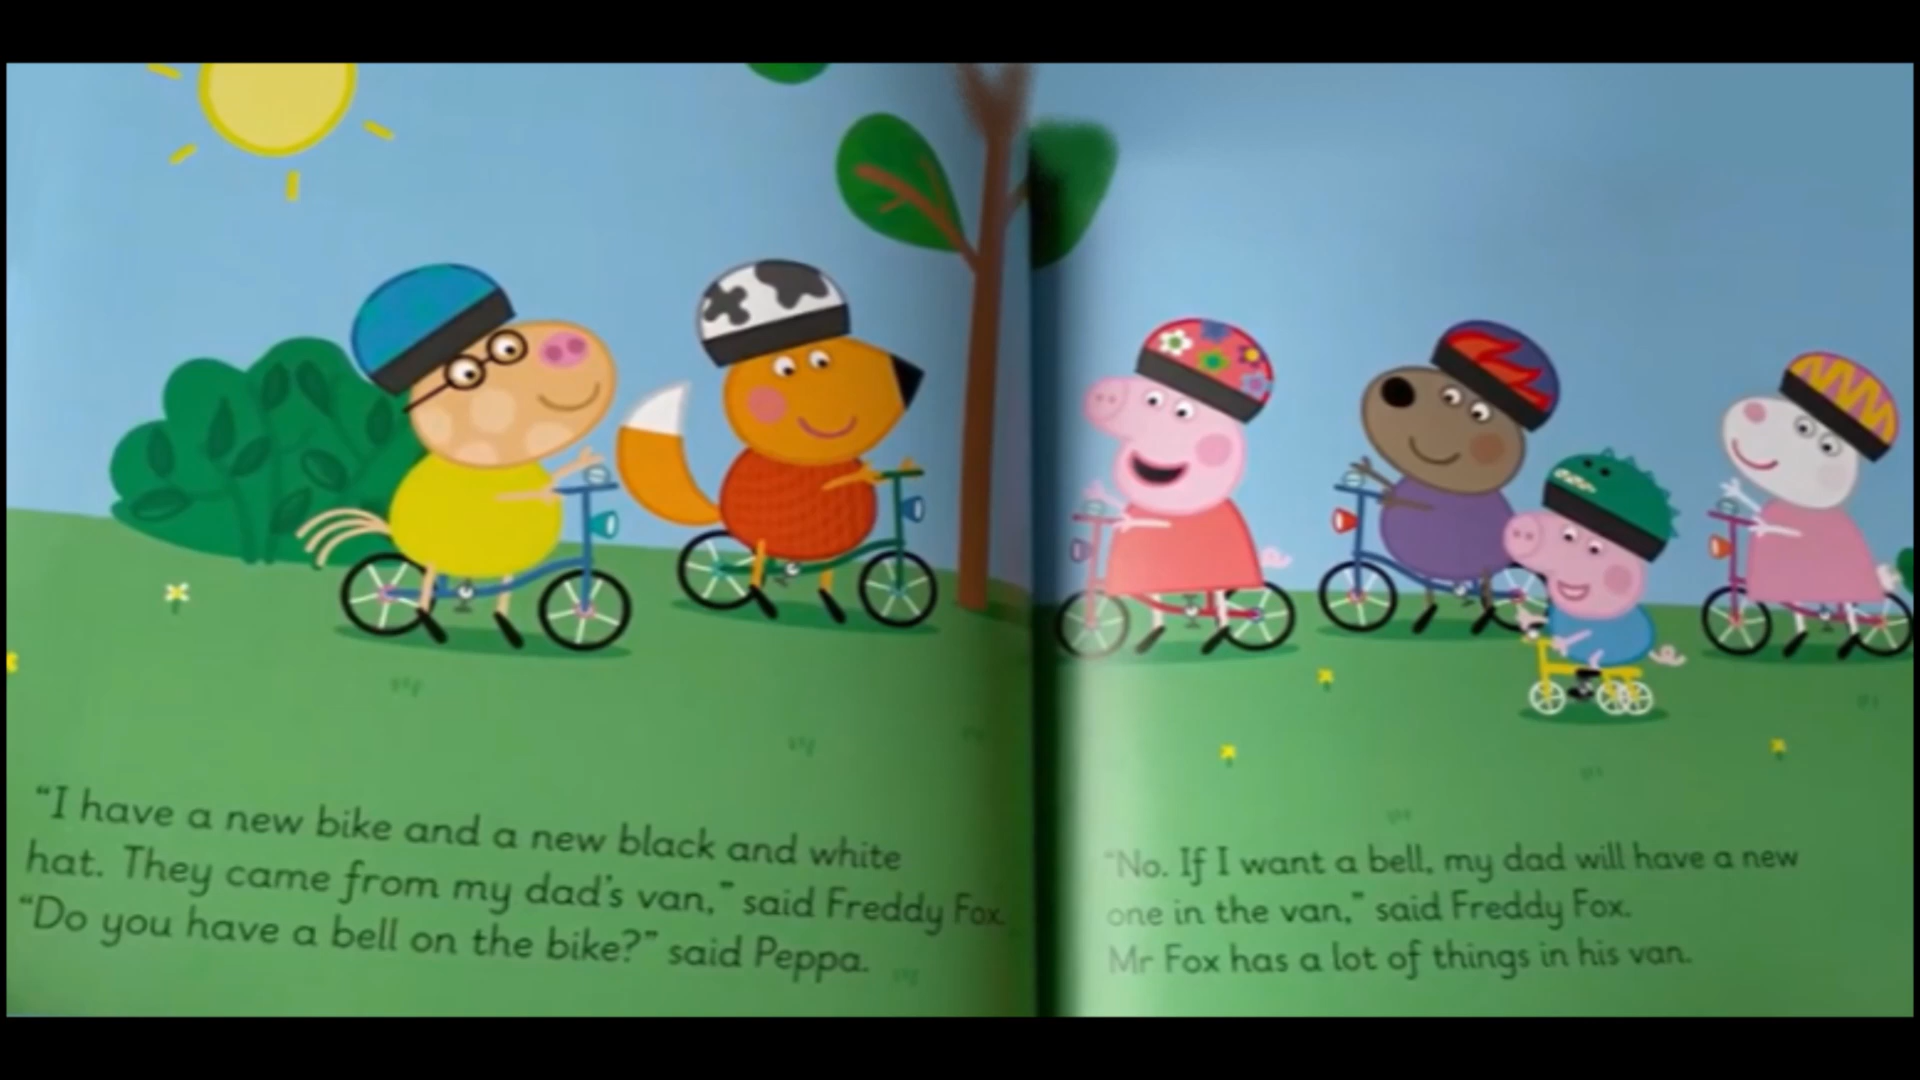 “I have a new bike and a new black and white
hat. They came from my dad’s van,” said Freddy Fox.
“Do you have a bell on the bike?” said Peppa.
“No. If I want a bell, my dad will have a new
one in the van,” said Freddy Fox.
Mr Fox has a lot of things in his van.